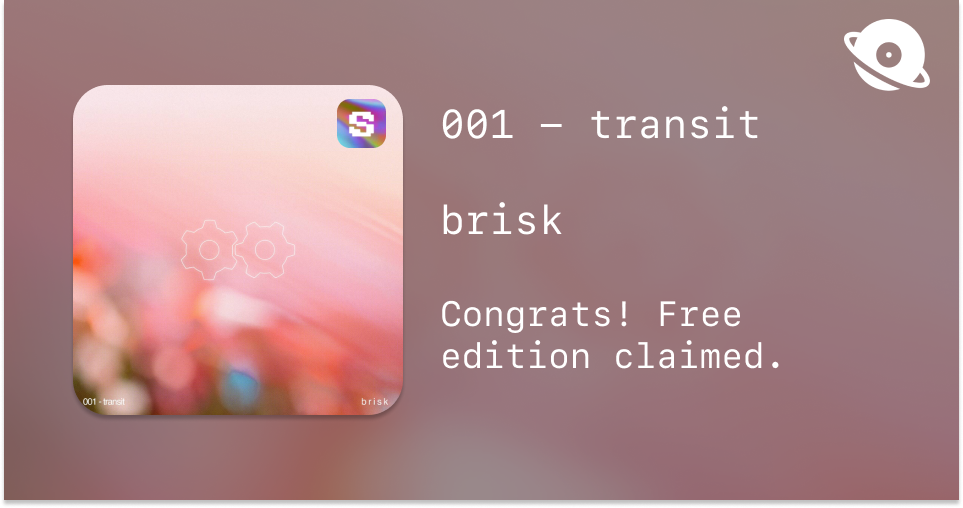 S
001 – transit
brisk
Congrats! Free
edition claimed.
001 - transit
brisk